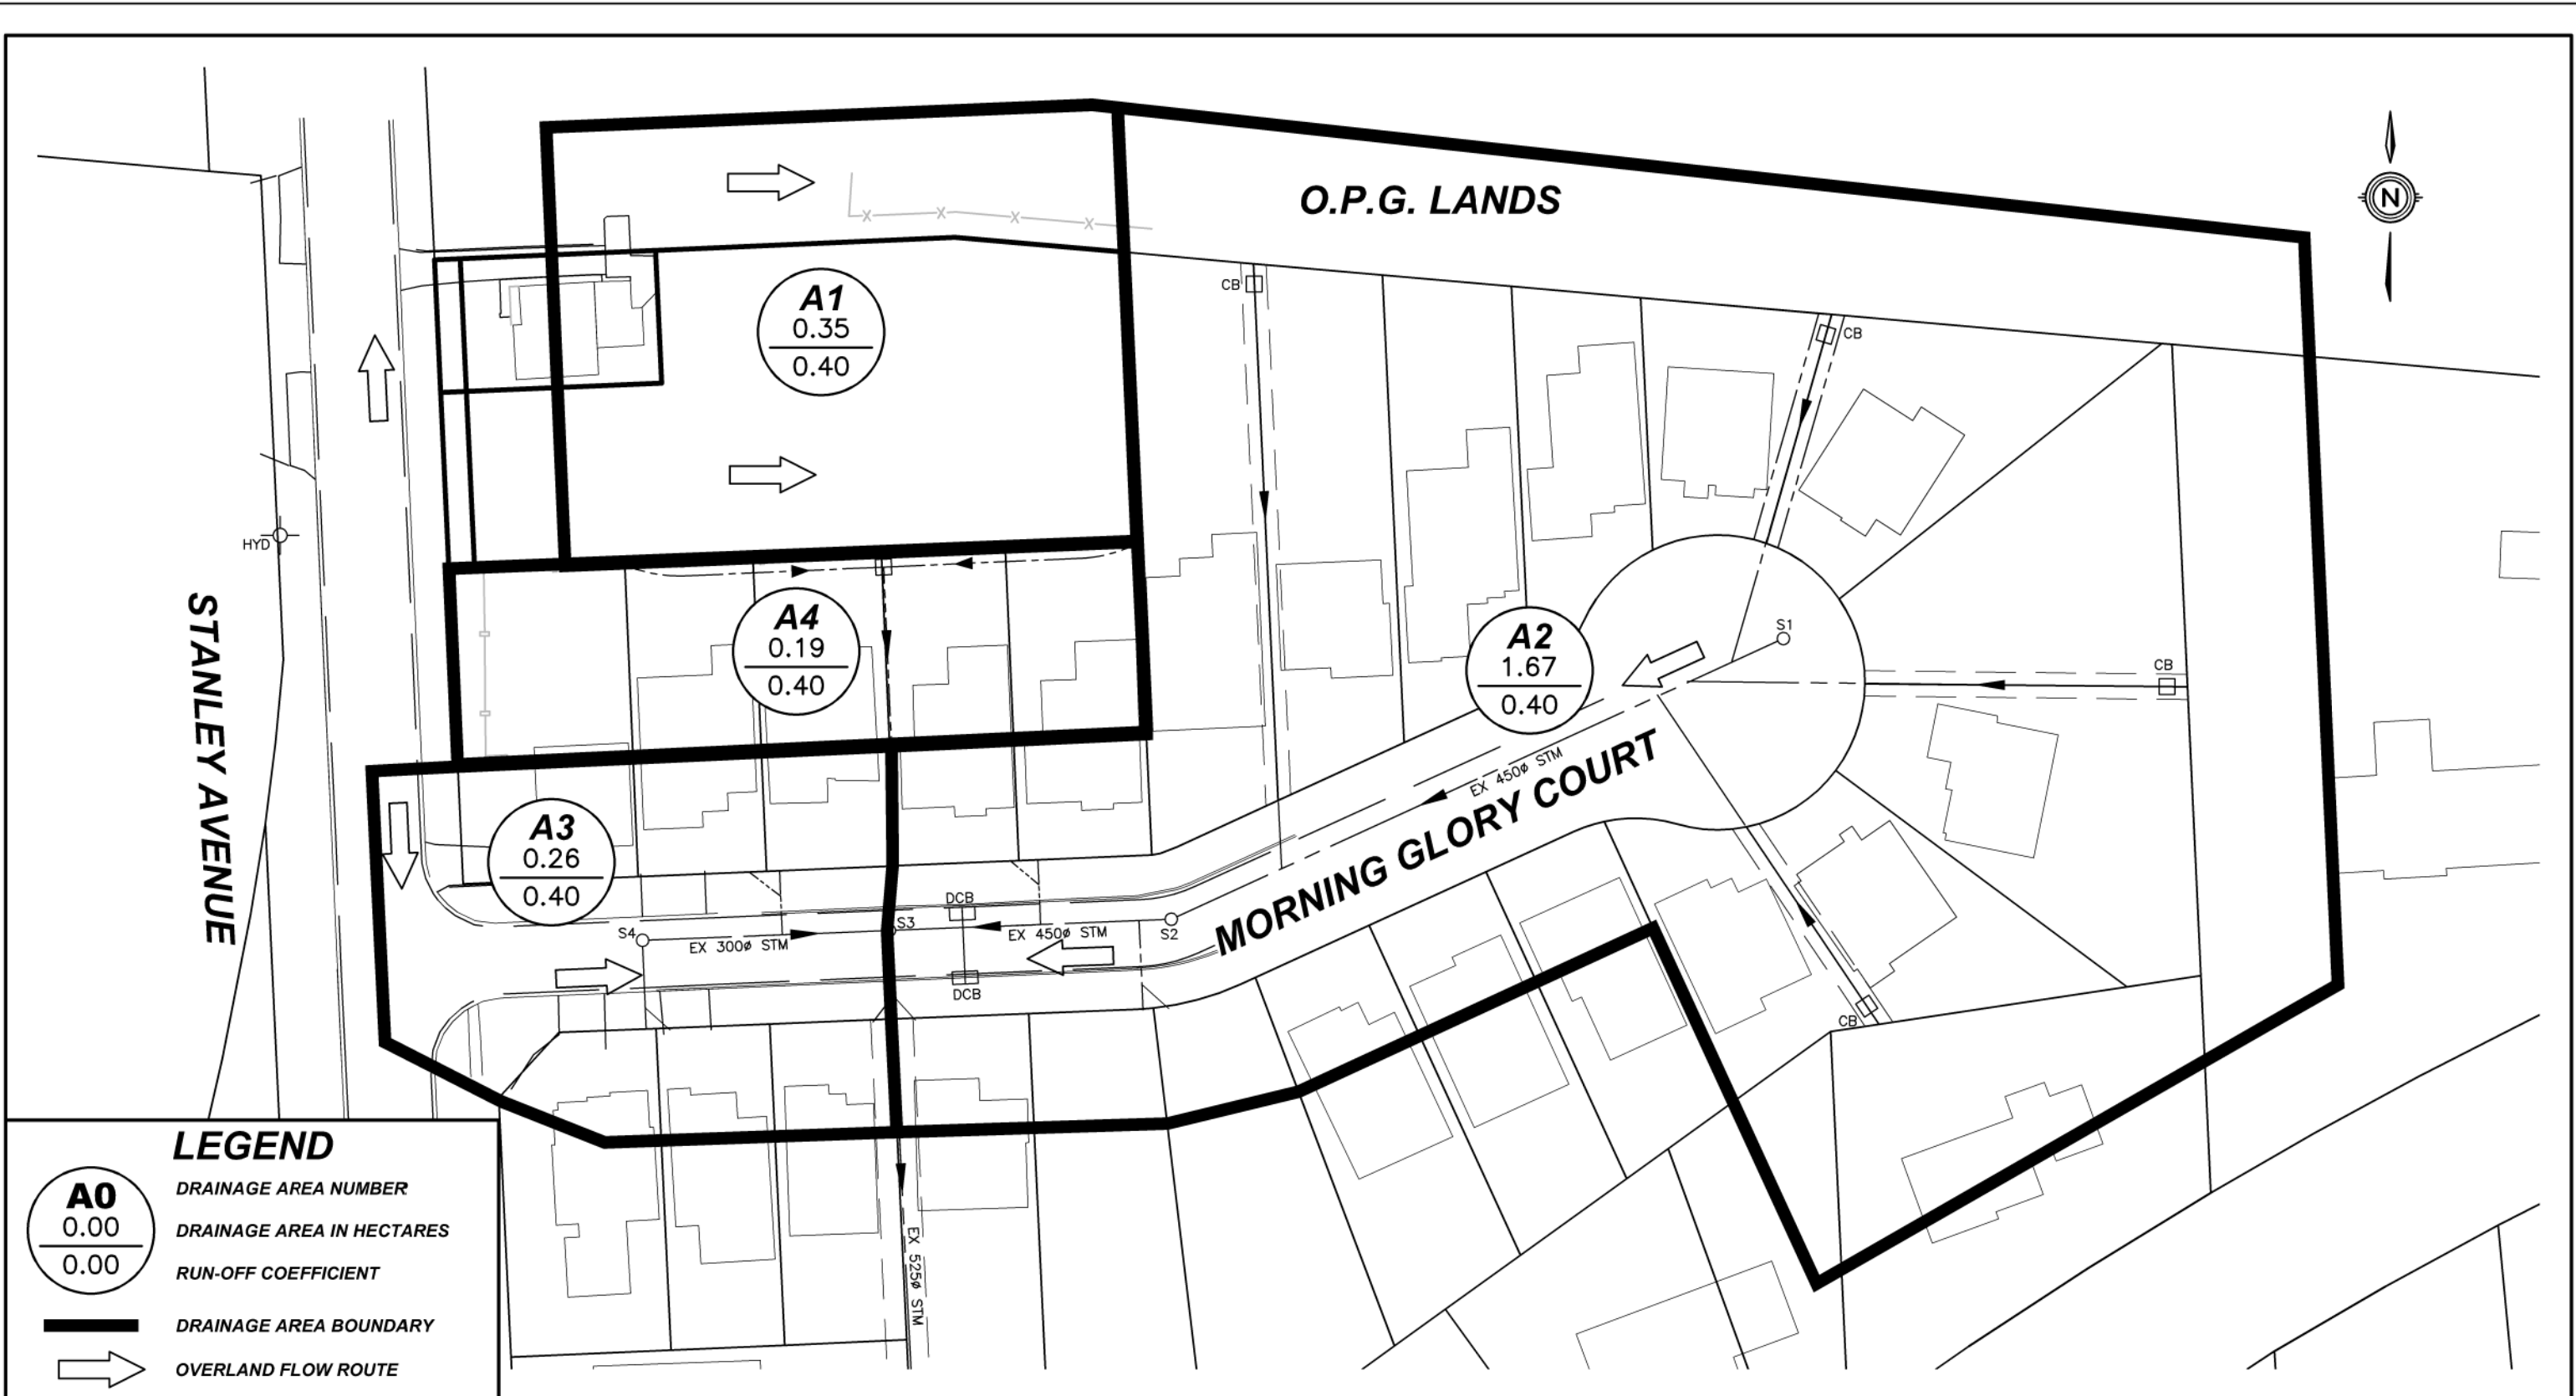 O.P.G. LANDS
N
A1
0.35
0.40
CB
CB
HYD
STANLEY AVENUE
A4
0.19
0.40
A2
1.67
0.40
S1
CB
EX 450ø STM
MORNING GLORY COURT
A3
0.26
0.40
DCB
S3
S4
EX 300ø STM
EX 450ø STM
S2
DCB
CB
EX 525ø STM
LEGEND
A0
0.00
0.00
DRAINAGE AREA NUMBER
DRAINAGE AREA IN HECTARES
RUN-OFF COEFFICIENT
DRAINAGE AREA BOUNDARY
OVERLAND FLOW ROUTE